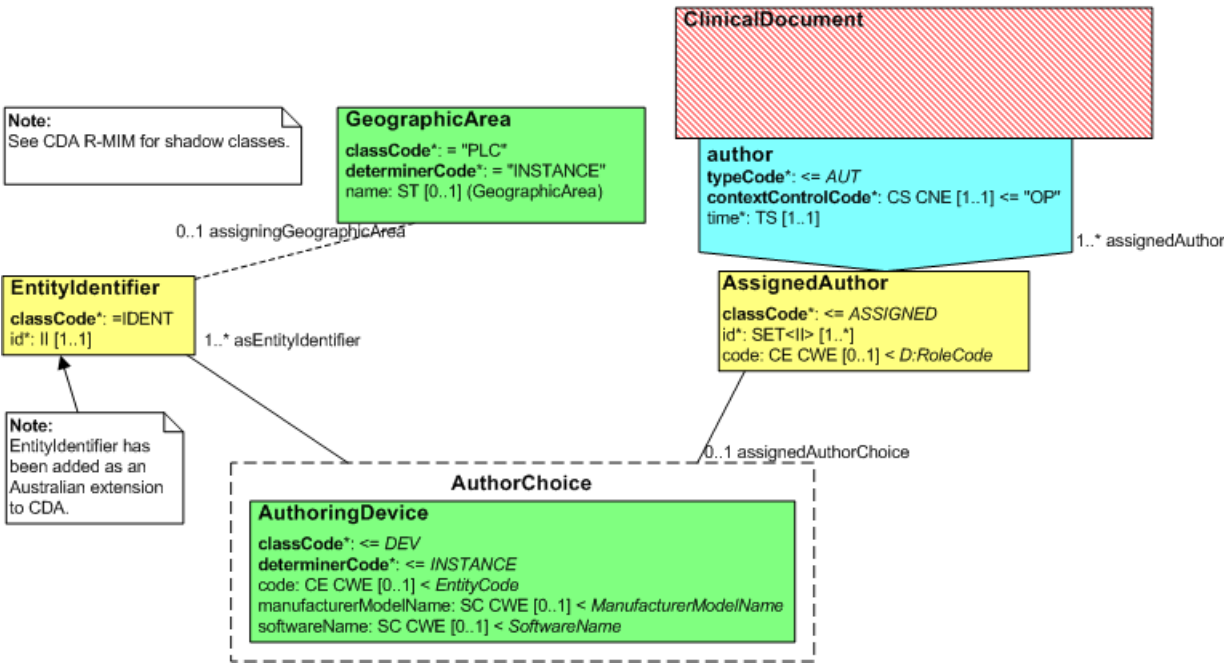 ClinicalDocument
Note:
See CDA R-MIM for shadow classes.
GeographicArea
classCode*: = "PLC"
determinerCode*: = "INSTANCE"
name: ST [0..1] (GeographicArea)
author
typeCode*: <= AUT
contextControlCode*: CS CNE [1..1] <= "OP"
time*: TS [1..1]
0..1 assigningGeographicArea
1..* assignedAuthor
EntityIdentifier
classCode*: =IDENT
id*: II [1..1]
1..* asEntityIdentifier
AssignedAuthor
classCode*: <= ASSIGNED
id*: SET<II> [1..*]
code: CE CWE [0..1] < D:RoleCode
Note:
EntityIdentifier has
been added as an
Australian extension
to CDA.
0..1 assignedAuthorChoice
AuthorChoice
AuthoringDevice
classCode*: <= DEV
determinerCode*: <= INSTANCE
code: CE CWE [0..1] < EntityCode
manufacturerModelName: SC CWE [0..1] < ManufacturerModelName
softwareName: SC CWE [0..1] < SoftwareName